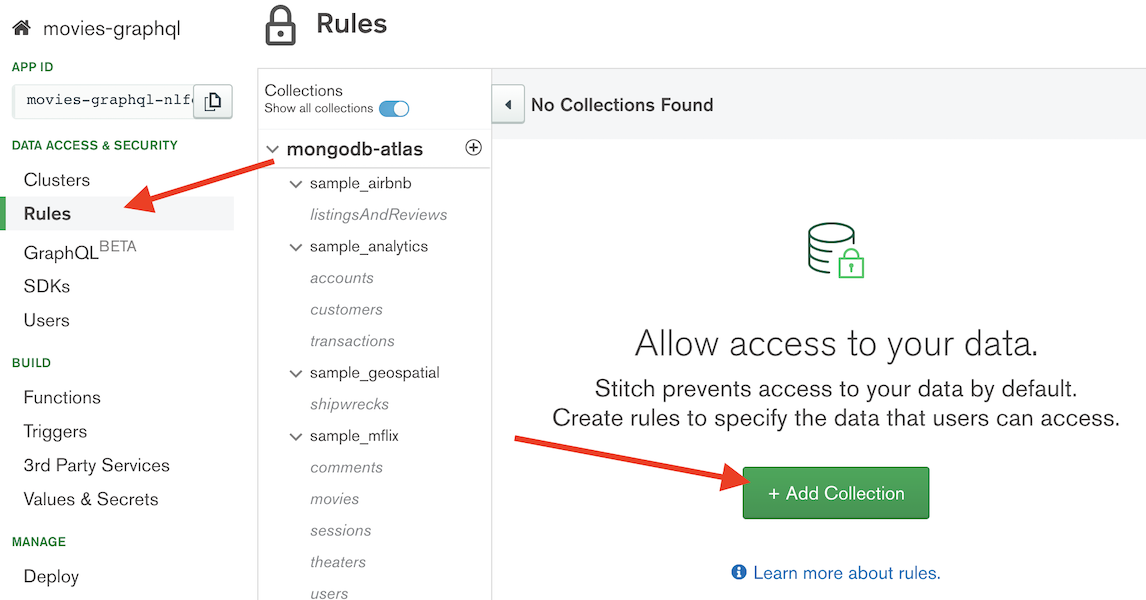 movies-graphql
APP ID
movies-graphql-nlf
DATA ACCESS & SECURITY
Clusters
Rules
GraphQL BETA
SDKs
Users
BUILD
Functions
Triggers
3rd Party Services
Values & Secrets
MANAGE
Deploy
Rules
Collections
Show all collections
mongodb-atlas
sample_airbnb
listingsAndReviews
sample_analytics
accounts
customers
transactions
sample_geospatial
shipwrecks
sample_mflix
comments
movies
sessions
theaters
users
No Collections Found
Allow access to your data.
Stitch prevents access to your data by default.
Create rules to specify the data that users can access.
+ Add Collection
Learn more about rules.